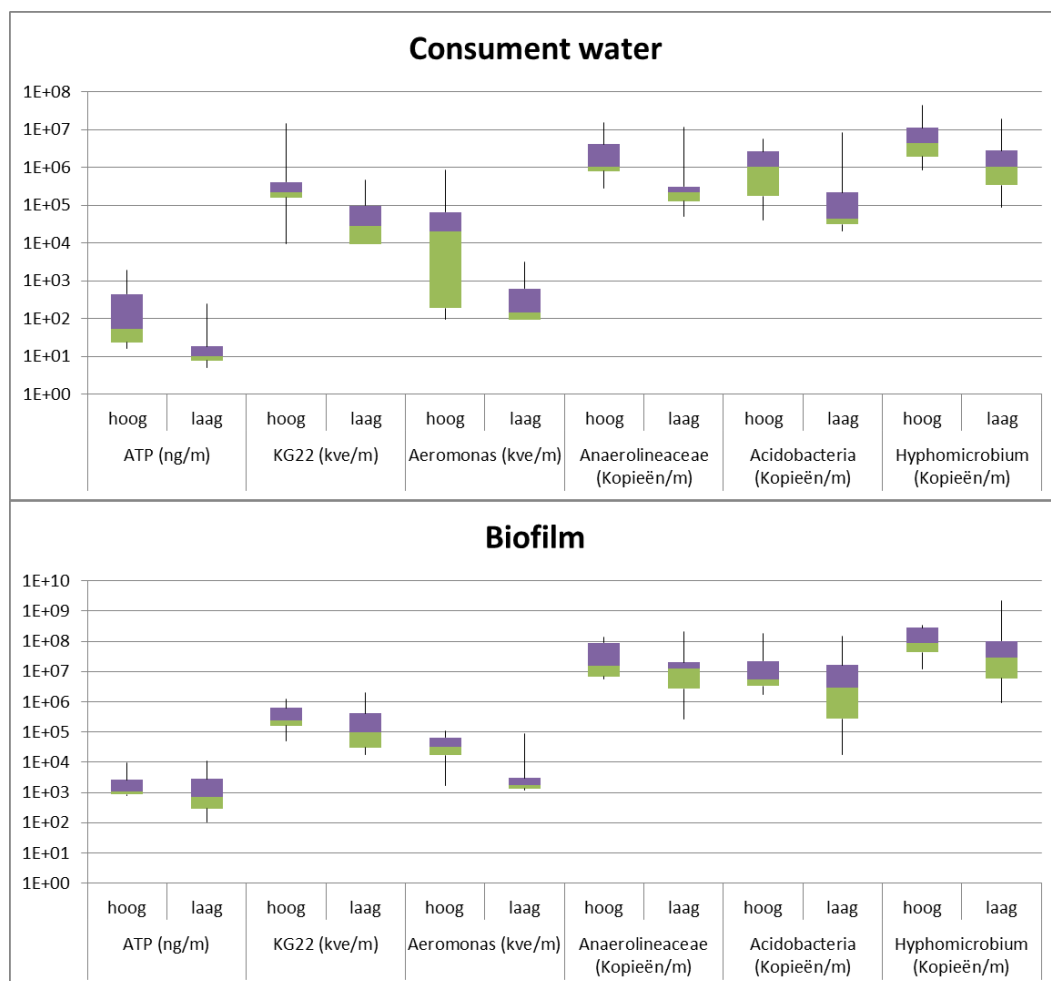 Consument water
1E+08
1E+07
1E+06
1E+05
1E+04
1E+03
1E+02
1E+01
1E+00
hoog laag hoog laag hoog laag hoog laag hoog laag hoog laag
ATP (ng/m) KG22 (kve/m) Aeromonas (kve/m) Anaerolineaceae Acidobacteria Hyphomicrobium
(Kopieën/m) (Kopieën/m) (Kopieën/m)
Biofilm
1E+10
1E+09
1E+08
1E+07
1E+06
1E+05
1E+04
1E+03
1E+02
1E+01
1E+00
hoog laag hoog laag hoog laag hoog laag hoog laag hoog laag
ATP (ng/m) KG22 (kve/m) Aeromonas (kve/m) Anaerolineaceae Acidobacteria Hyphomicrobium
(Kopieën/m) (Kopieën/m) (Kopieën/m)